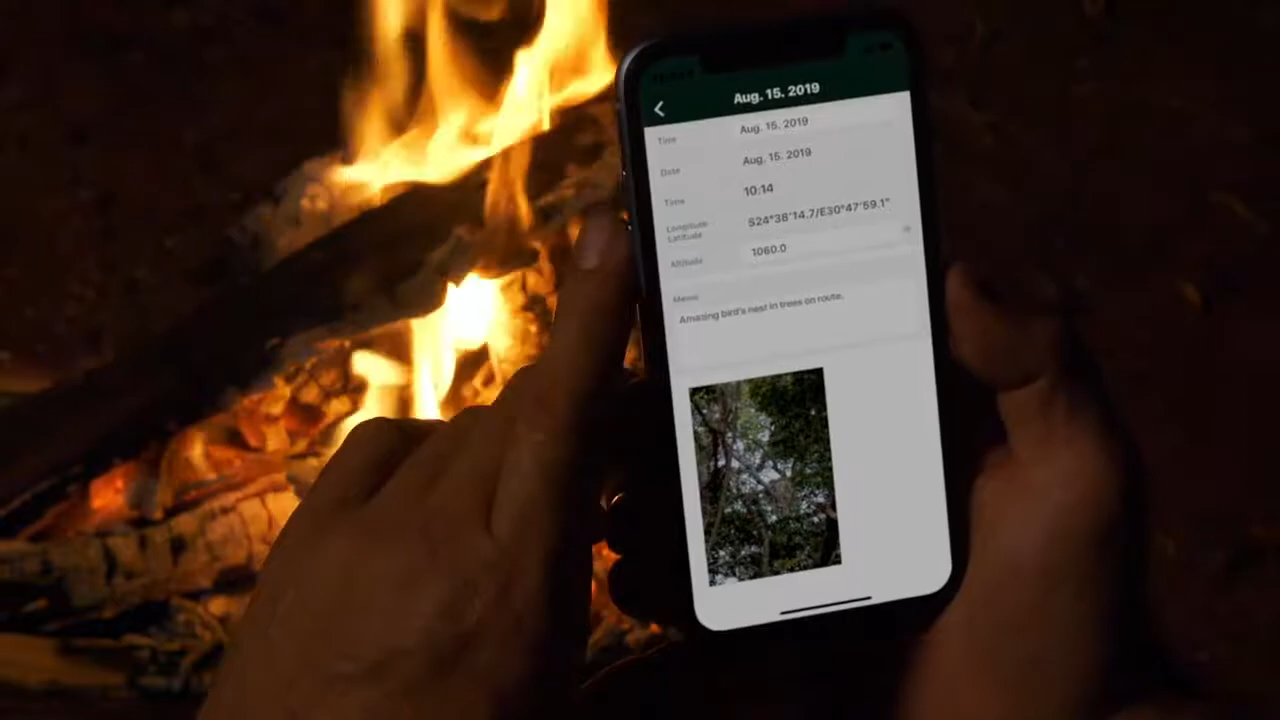 Aug. 15. 2019
Time Aug. 15. 2019
Date Aug. 15. 2019
Time 10:14
Longitude
Latitude S24°38'14.7/E30°47'59.1"
Altitude 1060.0
Memo
Amazing bird's nest in trees on route.